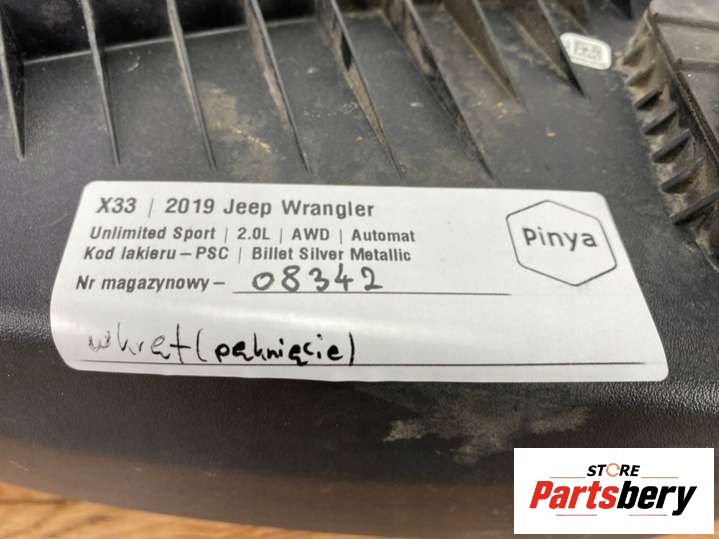 X33 | 2019 Jeep Wrangler
Unlimited Sport | 2.0L | AWD | Automat
Kod lakieru – PSC | Billet Silver Metallic
Nr magazynowy – 08342
wkręt (pęknięcie)
Pinya
STORE
Partsbery